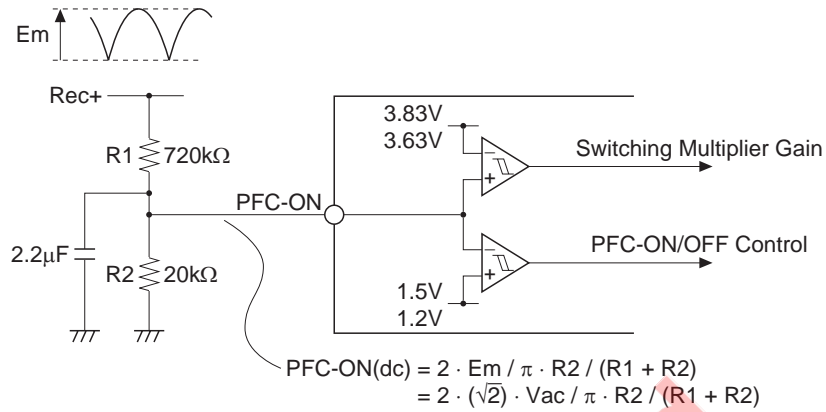 Em
Rec+
3.83V
3.63V
Switching Multiplier Gain
R1 720kΩ
PFC-ON
2.2µF
PFC-ON/OFF Control
R2 20kΩ
1.5V
1.2V
PFC-ON(dc) = 2 · Em / π · R2 / (R1 + R2)
= 2 · (√2) · Vac / π · R2 / (R1 + R2)